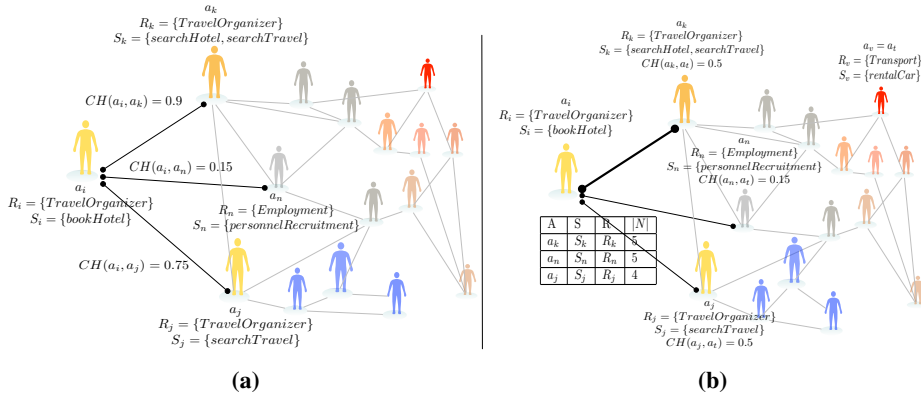 a_k
R_k = {TravelOrganizer}
S_k = {searchHotel, searchTravel}
CH(a_i, a_k) = 0.9
CH(a_i, a_n) = 0.15
a_i
R_i = {TravelOrganizer}
S_i = {bookHotel}
a_n
R_n = {Employment}
S_n = {personnelRecruitment}
CH(a_i, a_j) = 0.75
a_j
R_j = {TravelOrganizer}
S_j = {searchTravel}
(a)
a_k
R_k = {TravelOrganizer}
S_k = {searchHotel, searchTravel}
CH(a_k, a_t) = 0.5
a_v = a_t
R_v = {Transport}
S_v = {rentalCar}
a_i
R_i = {TravelOrganizer}
S_i = {bookHotel}
a_n
R_n = {Employment}
S_n = {personnelRecruitment}
CH(a_n, a_t) = 0.15
A S R |N|
a_k S_k R_k 5
a_n S_n R_n 5
a_j S_j R_j 4
a_j
R_j = {TravelOrganizer}
S_j = {searchTravel}
CH(a_j, a_t) = 0.5
(b)